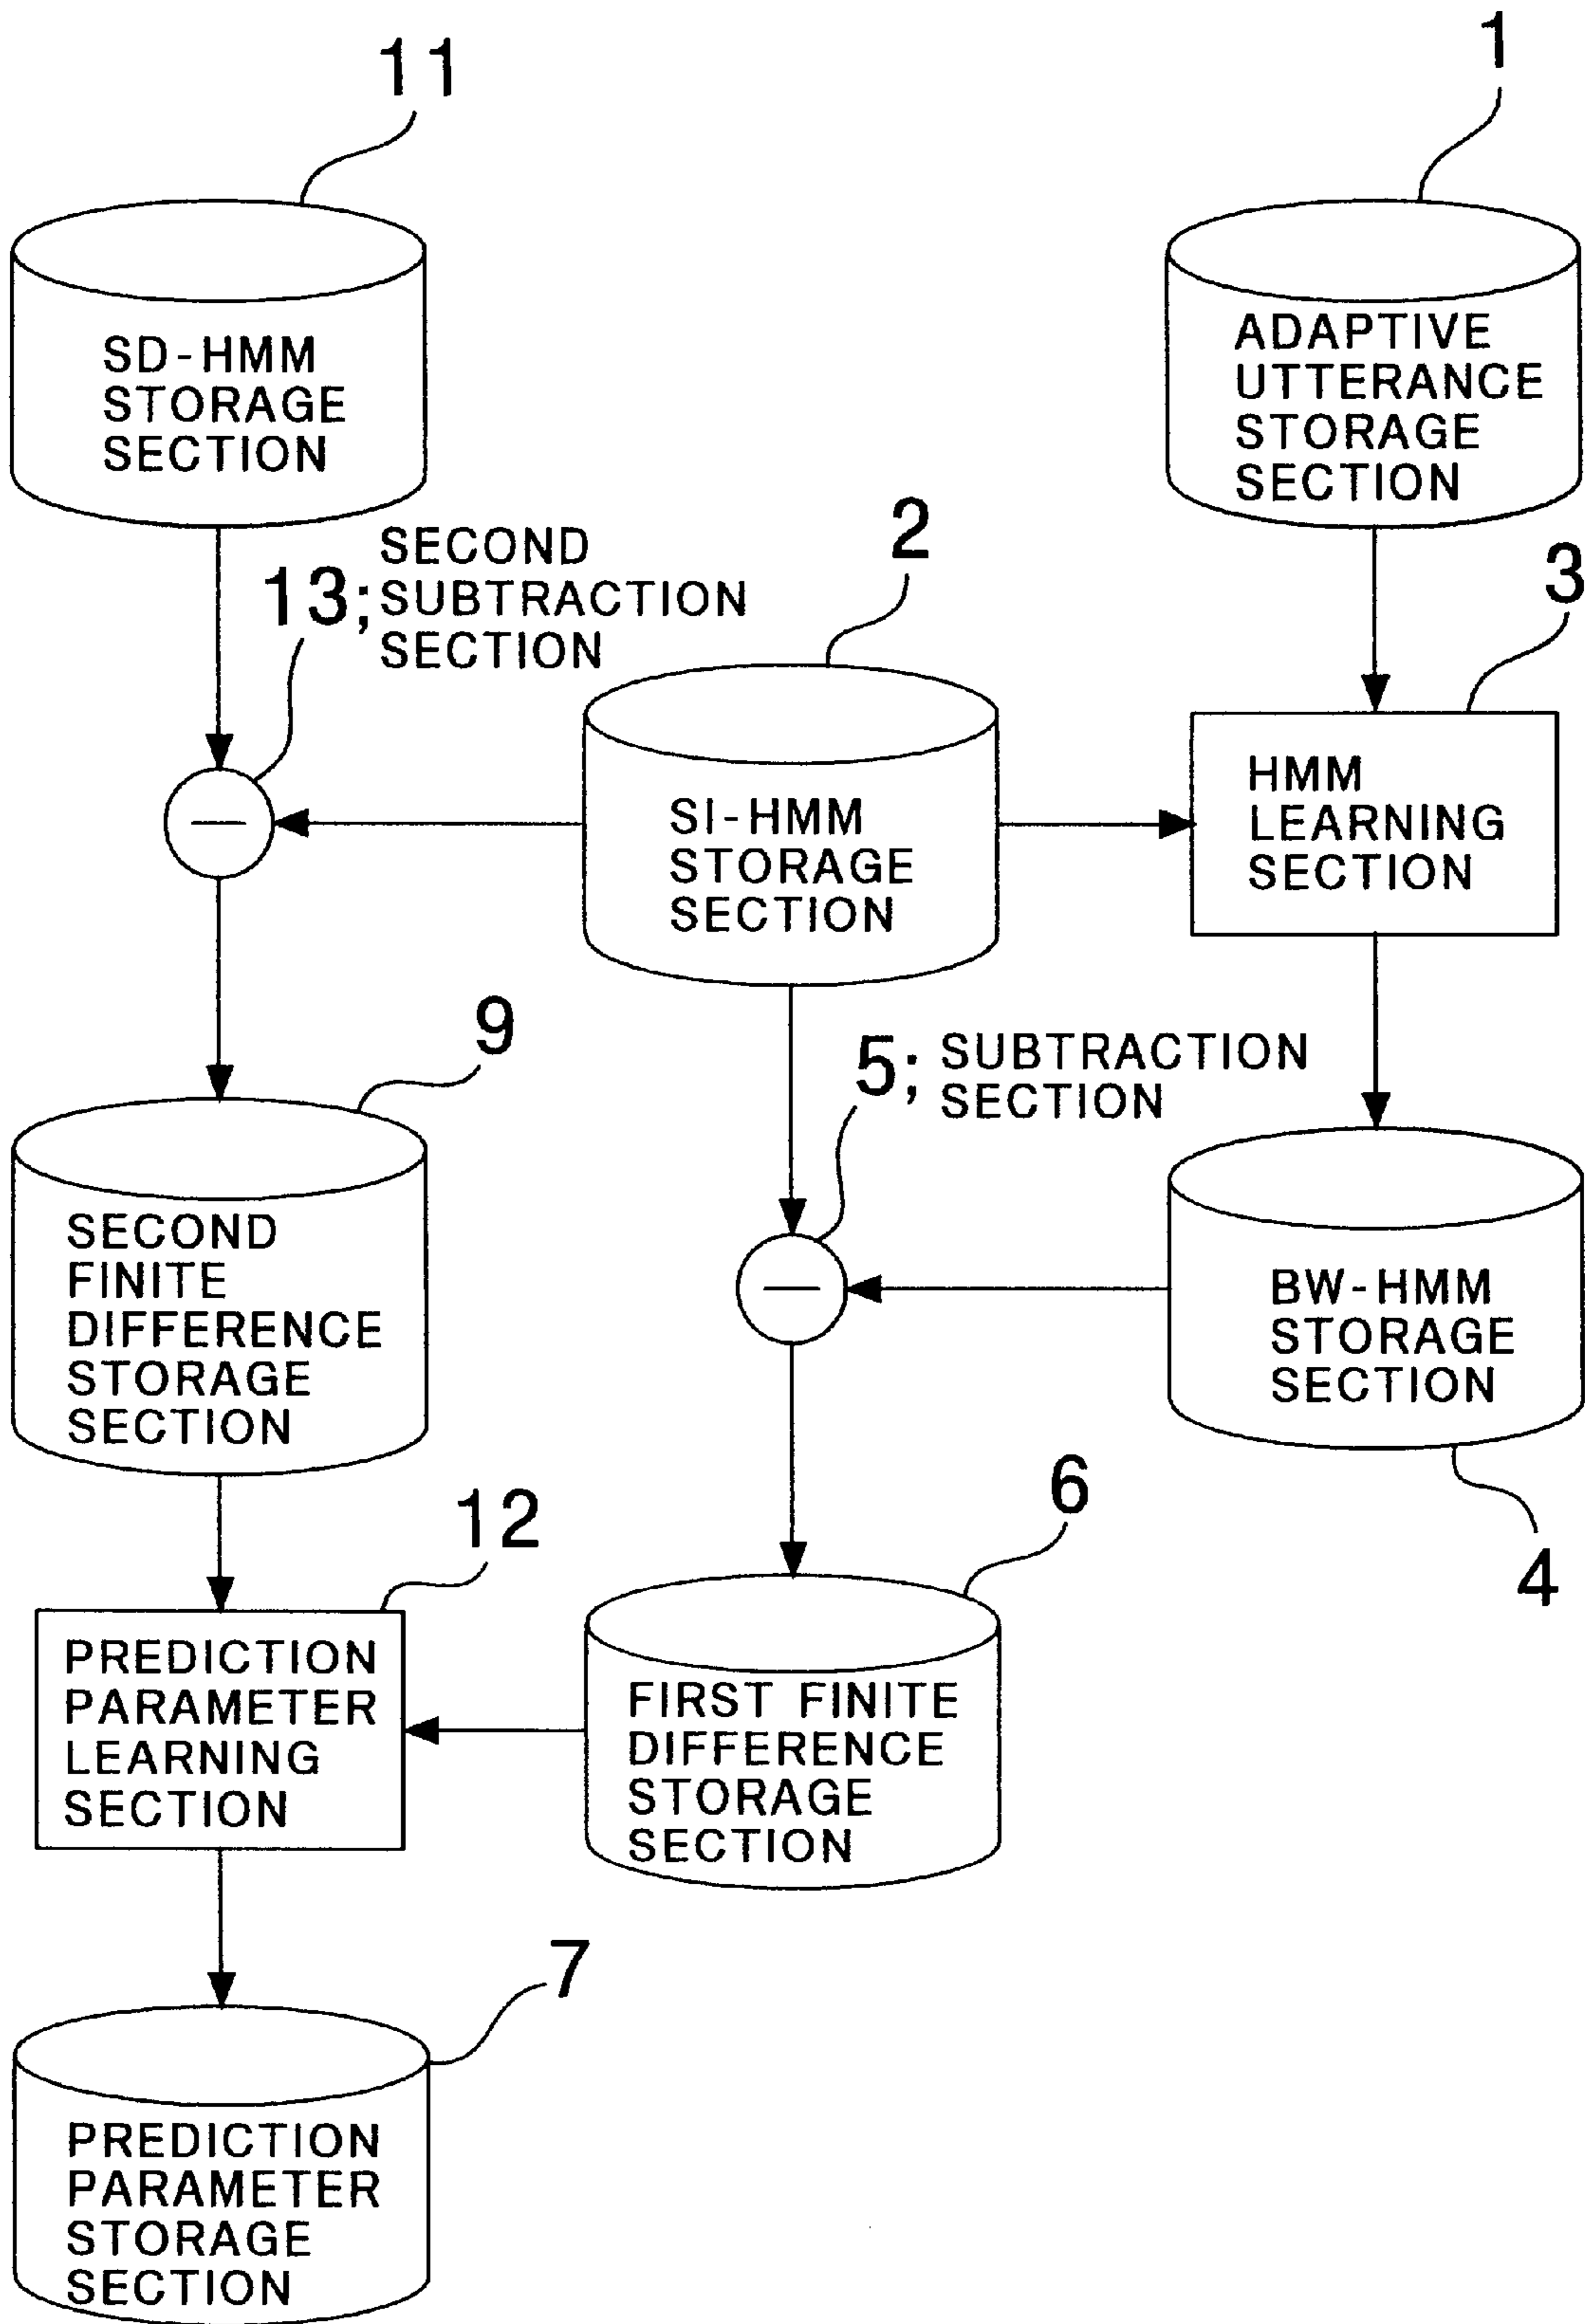 11
1
SD-HMM
STORAGE
SECTION
ADAPTIVE
UTTERANCE
STORAGE
SECTION
13;
SECOND
SUBTRACTION
SECTION
2
3
SI-HMM
STORAGE
SECTION
HMM
LEARNING
SECTION
9
5;
SUBTRACTION
SECTION
SECOND
FINITE
DIFFERENCE
STORAGE
SECTION
BW-HMM
STORAGE
SECTION
4
12
6
PREDICTION
PARAMETER
LEARNING
SECTION
FIRST FINITE
DIFFERENCE
STORAGE
SECTION
7
PREDICTION
PARAMETER
STORAGE
SECTION